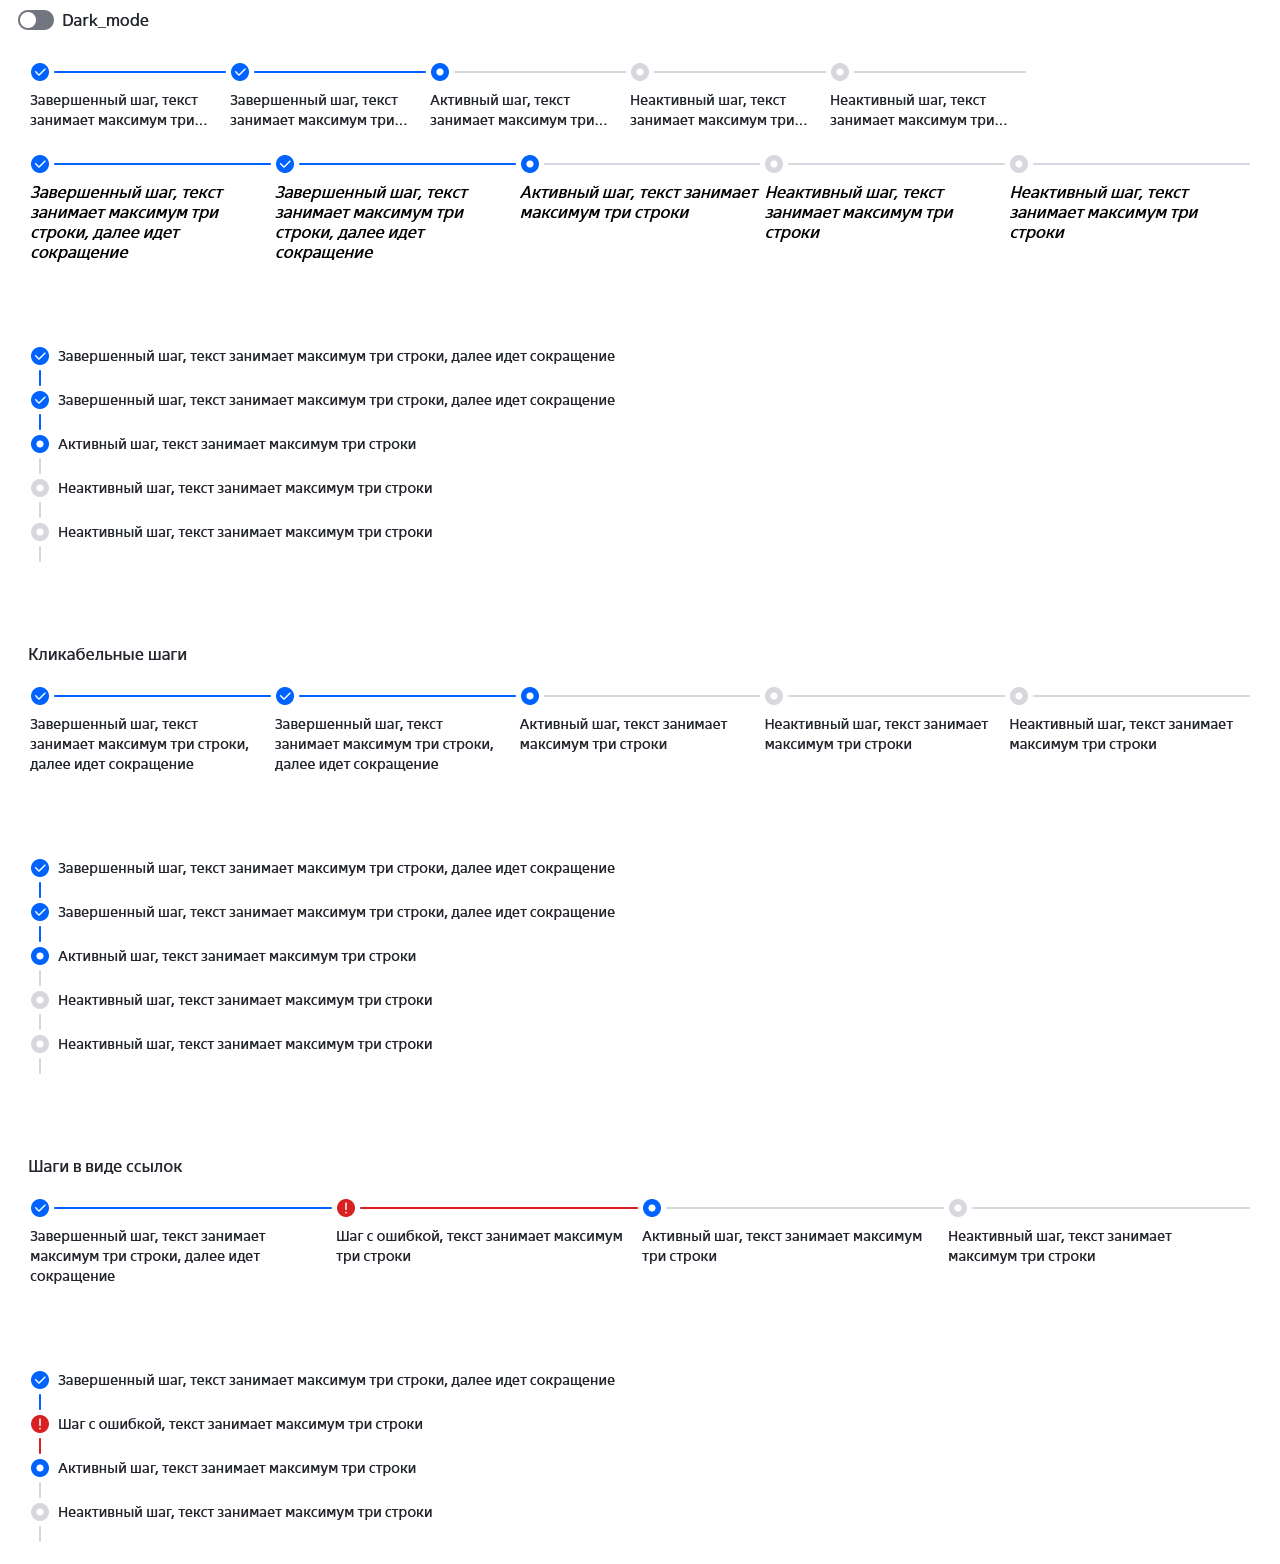 Dark_mode
Завершенный шаг, текст
занимает максимум три...
Завершенный шаг, текст
занимает максимум три...
Активный шаг, текст
занимает максимум три...
Неактивный шаг, текст
занимает максимум три...
Неактивный шаг, текст
занимает максимум три...
Завершенный шаг, текст
занимает максимум три
строки, далее идет
сокращение
Завершенный шаг, текст
занимает максимум три
строки, далее идет
сокращение
Активный шаг, текст занимает
максимум три строки
Неактивный шаг, текст
занимает максимум три
строки
Неактивный шаг, текст
занимает максимум три
строки
Завершенный шаг, текст занимает максимум три строки, далее идет сокращение
Завершенный шаг, текст занимает максимум три строки, далее идет сокращение
Активный шаг, текст занимает максимум три строки
Неактивный шаг, текст занимает максимум три строки
Неактивный шаг, текст занимает максимум три строки
Кликабельные шаги
Завершенный шаг, текст
занимает максимум три строки,
далее идет сокращение
Завершенный шаг, текст
занимает максимум три строки,
далее идет сокращение
Активный шаг, текст занимает
максимум три строки
Неактивный шаг, текст занимает
максимум три строки
Неактивный шаг, текст занимает
максимум три строки
Завершенный шаг, текст занимает максимум три строки, далее идет сокращение
Завершенный шаг, текст занимает максимум три строки, далее идет сокращение
Активный шаг, текст занимает максимум три строки
Неактивный шаг, текст занимает максимум три строки
Неактивный шаг, текст занимает максимум три строки
Шаги в виде ссылок
Завершенный шаг, текст занимает
максимум три строки, далее идет
сокращение
Шаг с ошибкой, текст занимает максимум
три строки
Активный шаг, текст занимает максимум
три строки
Неактивный шаг, текст занимает
максимум три строки
Завершенный шаг, текст занимает максимум три строки, далее идет сокращение
Шаг с ошибкой, текст занимает максимум три строки
Активный шаг, текст занимает максимум три строки
Неактивный шаг, текст занимает максимум три строки